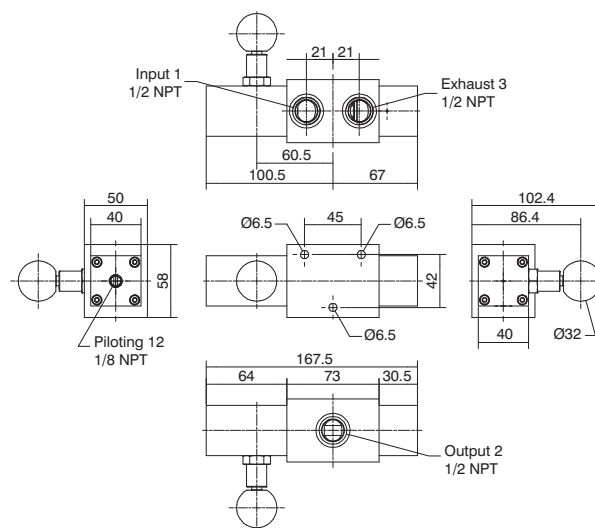 21 21
Input 1
1/2 NPT
Exhaust 3
1/2 NPT
60.5
100.5 67
50
40
58
Piloting 12
1/8 NPT
Ø6.5 45 Ø6.5
42
Ø6.5
102.4
86.4
40
Ø32
167.5
64 73 30.5
Output 2
1/2 NPT